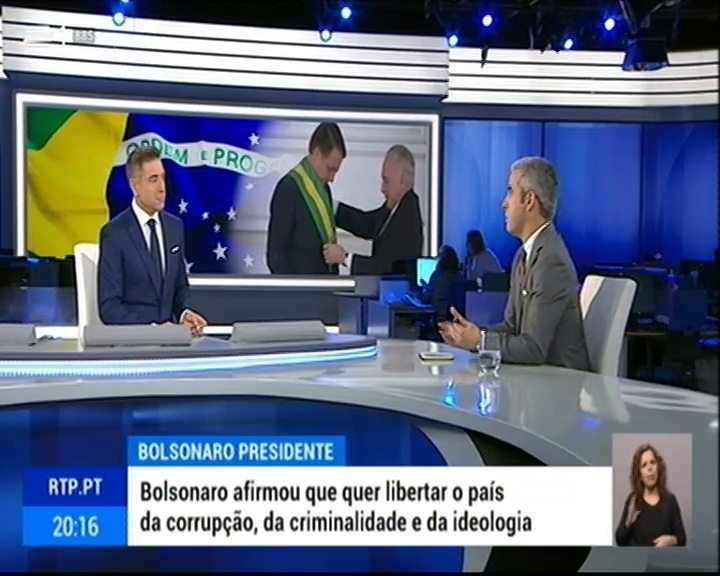 ORDEM E PROG
BOLSONARO PRESIDENTE
RTP.PT
Bolsonaro afirmou que quer libertar o país
da corrupção, da criminalidade e da ideologia
20:16